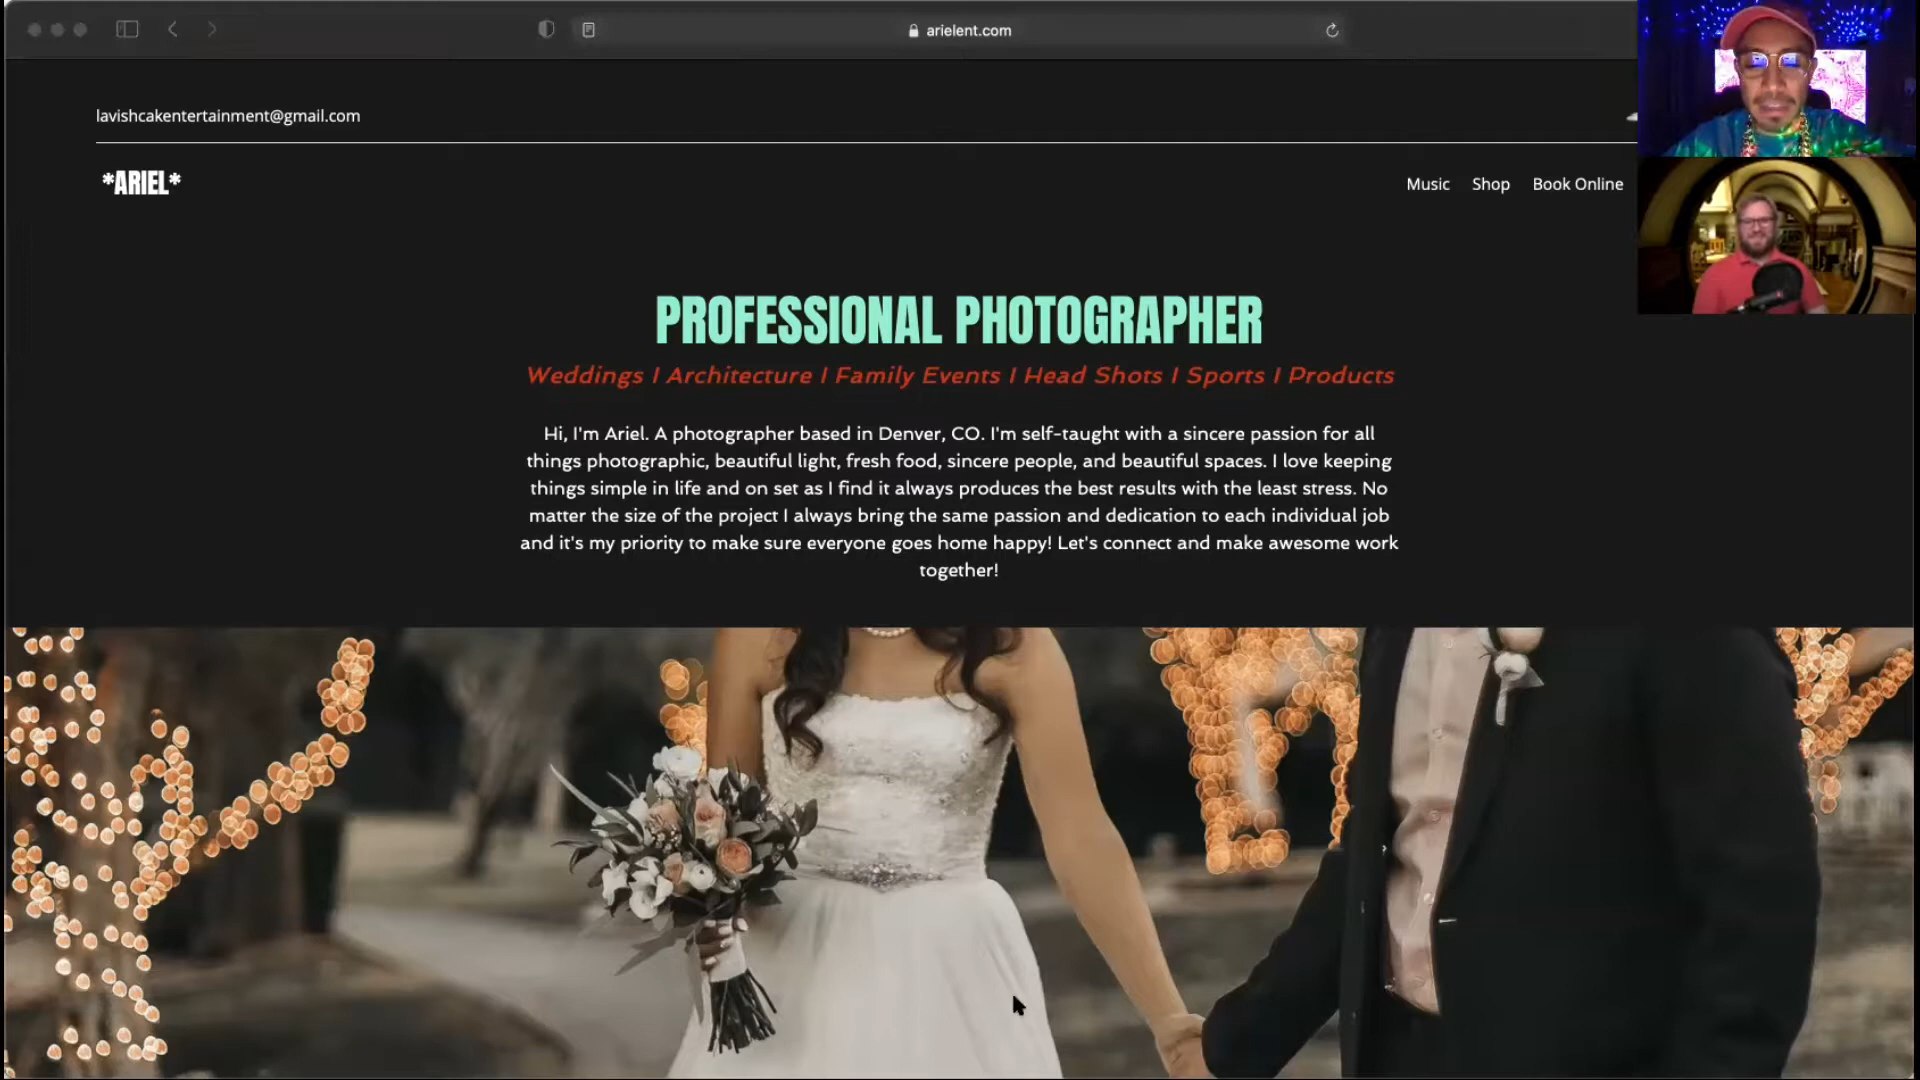 arielent.com
lavishcakentertainment@gmail.com
*ARIEL*
Music Shop Book Online
PROFESSIONAL PHOTOGRAPHER
Weddings I Architecture I Family Events I Head Shots I Sports I Products
Hi, I'm Ariel. A photographer based in Denver, CO. I'm self-taught with a sincere passion for all
things photographic, beautiful light, fresh food, sincere people, and beautiful spaces. I love keeping
things simple in life and on set as I find it always produces the best results with the least stress. No
matter the size of the project I always bring the same passion and dedication to each individual job
and it's my priority to make sure everyone goes home happy! Let's connect and make awesome work
together!